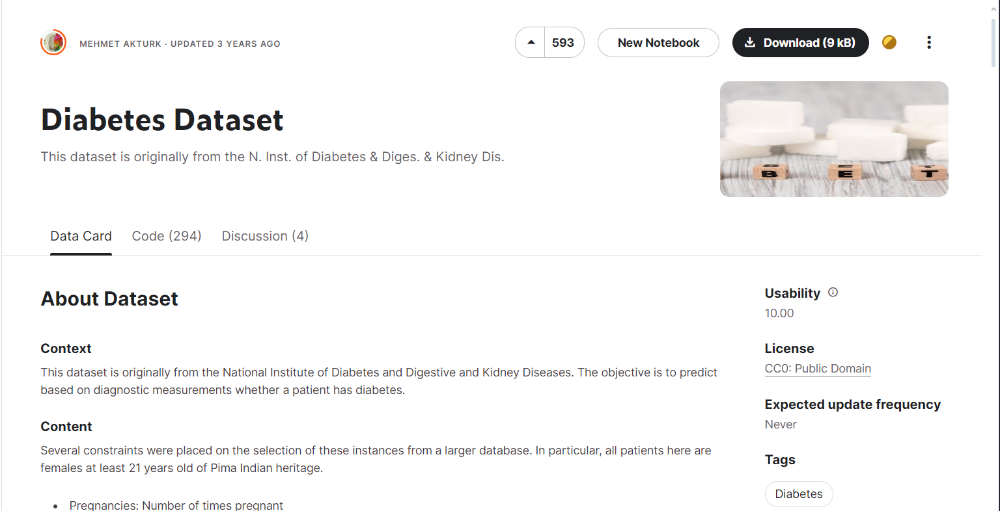 MEHMET AKTURK · UPDATED 3 YEARS AGO
593
New Notebook
Download (9 kB)
Diabetes Dataset
This dataset is originally from the N. Inst. of Diabetes & Diges. & Kidney Dis.
B E T
Data Card
Code (294)
Discussion (4)
About Dataset
Context
This dataset is originally from the National Institute of Diabetes and Digestive and Kidney Diseases. The objective is to predict
based on diagnostic measurements whether a patient has diabetes.
Content
Several constraints were placed on the selection of these instances from a larger database. In particular, all patients here are
females at least 21 years old of Pima Indian heritage.
• Pregnancies: Number of times pregnant
Usability
10.00
License
CC0: Public Domain
Expected update frequency
Never
Tags
Diabetes